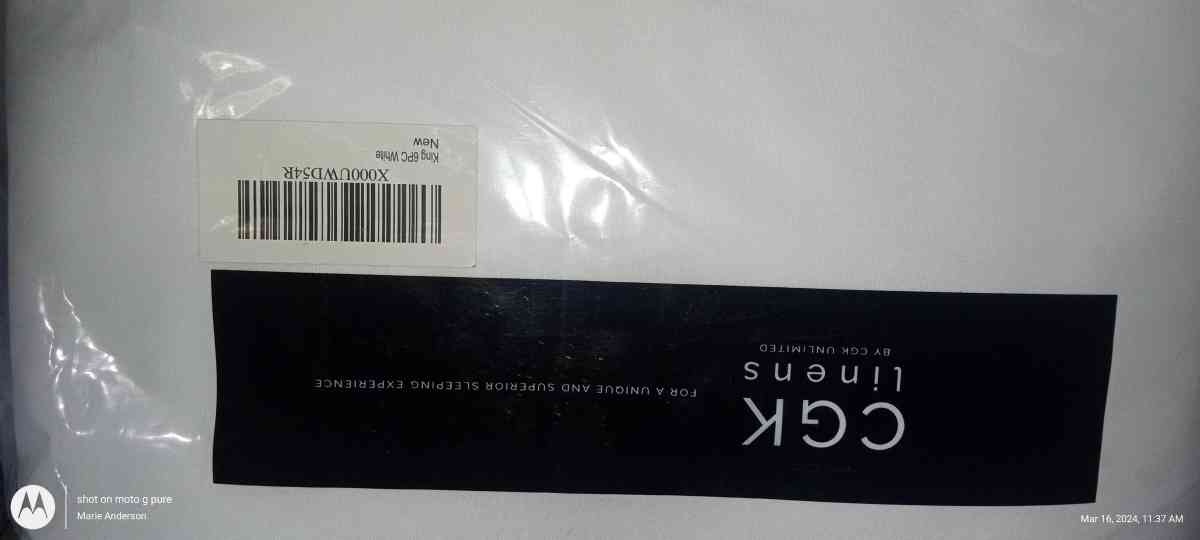 CGK
linens
BY CGK UNLIMITED
FOR A UNIQUE AND SUPERIOR SLEEPING EXPERIENCE
X000UWD54R
King 6PC White
New
shot on moto g pure
Marie Anderson
Mar 16, 2024, 11:37 AM